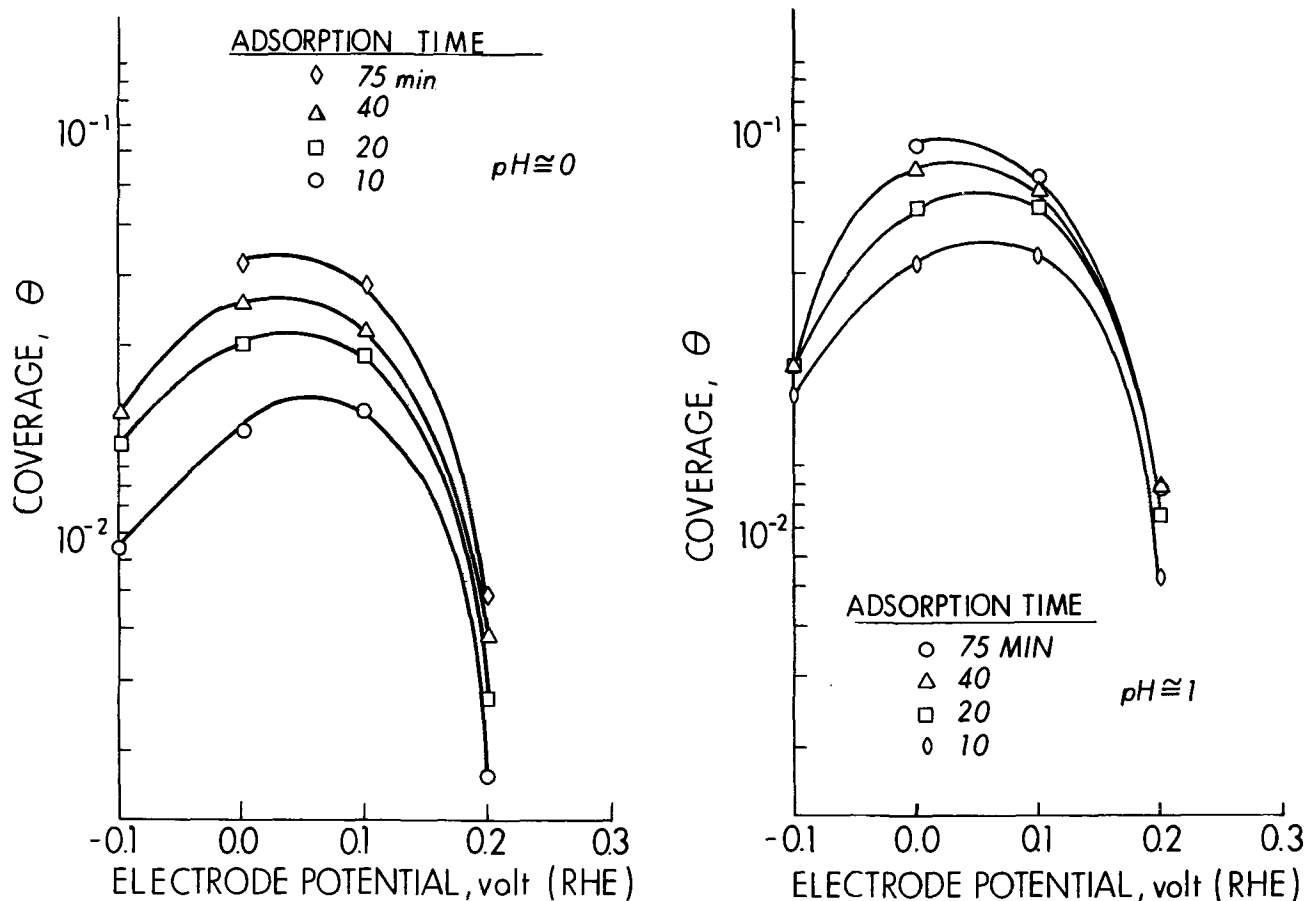 ADSORPTION TIME
75 min
40
20
10
pH≅0
10⁻¹
10⁻²
COVERAGE, Θ
-0.1 0.0 0.1 0.2 0.3
ELECTRODE POTENTIAL, volt (RHE)
10⁻¹
10⁻²
COVERAGE, Θ
ADSORPTION TIME
75 MIN
40
20
10
pH≅1
-0.1 0.0 0.1 0.2 0.3
ELECTRODE POTENTIAL, volt (RHE)